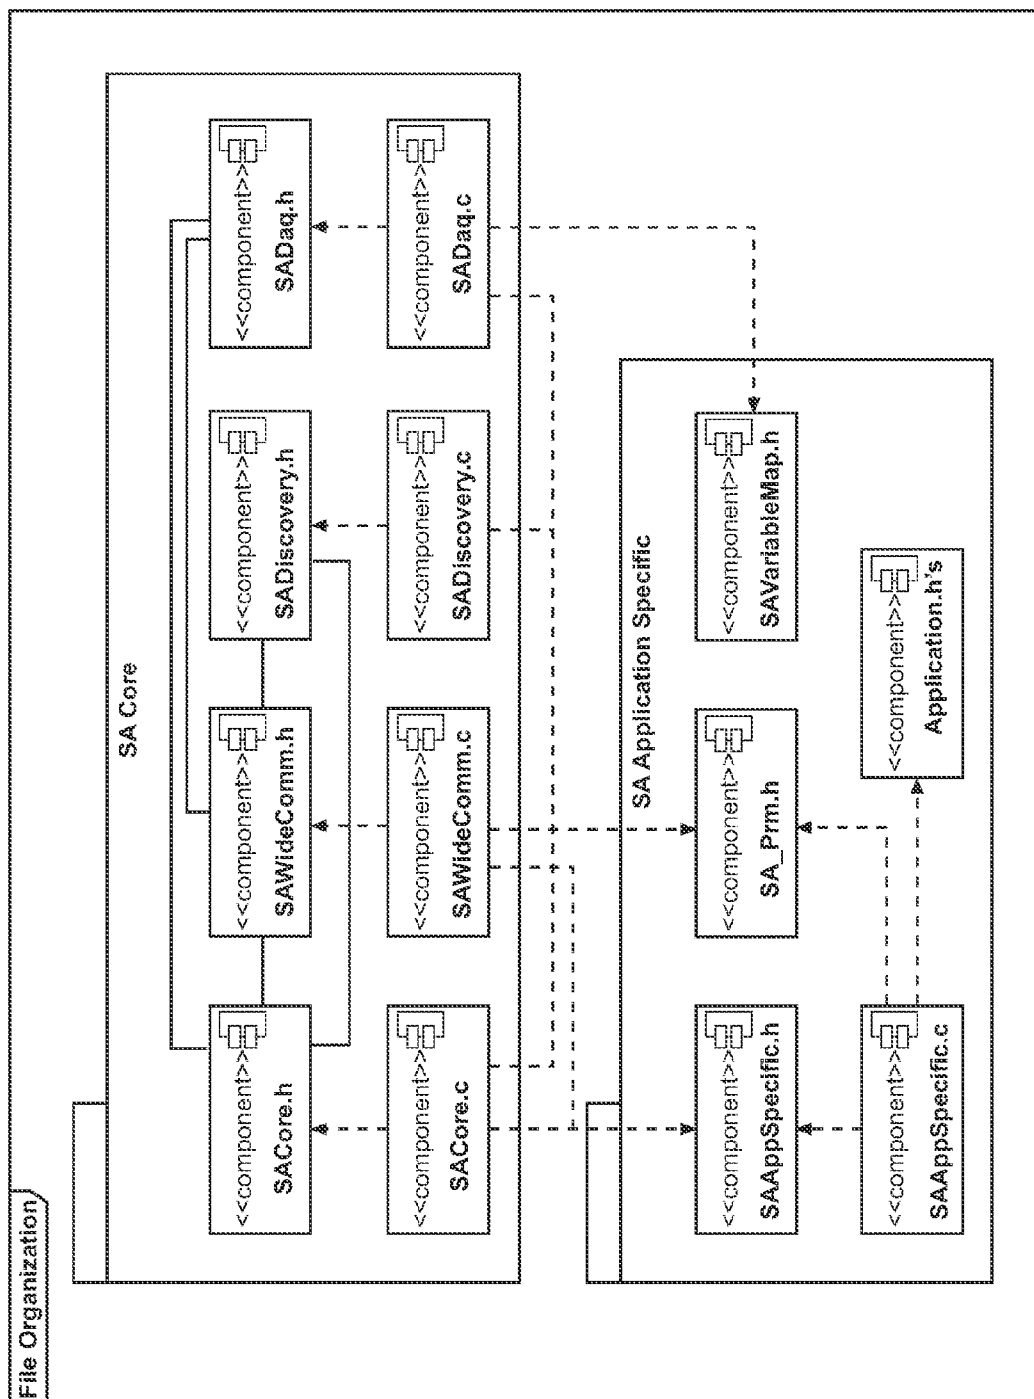 File Organization
SA Core
<<component>>
SACore.h
<<component>>
SAWideComm.h
<<component>>
SADiscovery.h
<<component>>
SADaq.h
<<component>>
SACore.c
<<component>>
SAWideComm.c
<<component>>
SADiscovery.c
<<component>>
SADaq.c
SA Application Specific
<<component>>
SAAppSpecific.h
<<component>>
SA_Prm.h
<<component>>
SAVariableMap.h
<<component>>
SAAppSpecific.c
<<component>>
Application.h's